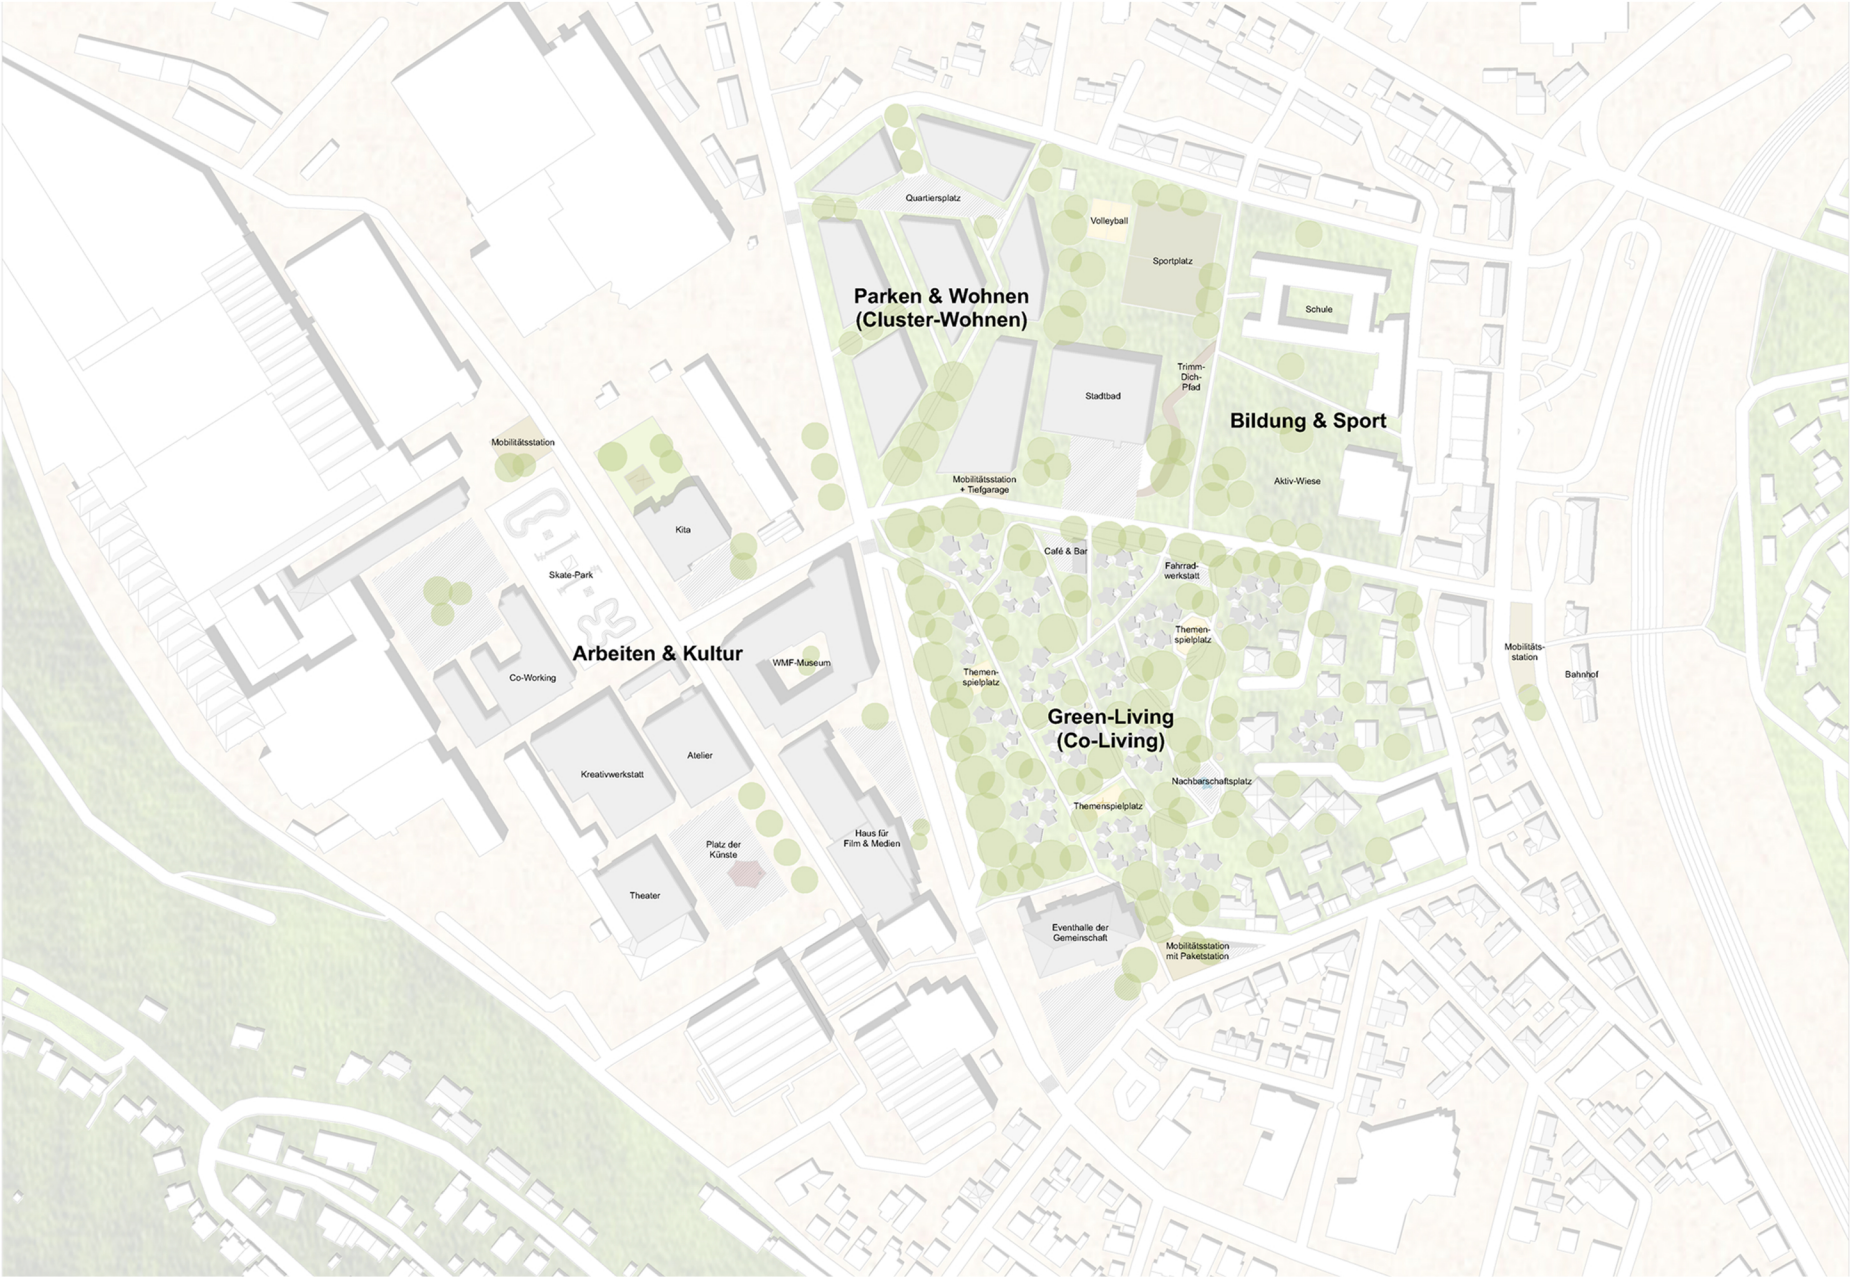 Quartiersplatz
Volleyball
Sportplatz
Parken & Wohnen
(Cluster-Wohnen)
Schule
Trimm-
Dich-
Pfad
Stadtbad
Bildung & Sport
Mobilitätsstation
Mobilitätsstation
+ Tiefgarage
Aktiv-Wiese
Kita
Café & Bar
Fahrrad-
werkstatt
Skate-Park
Themen-
spielplatz
Mobilitäts-
station
Bahnhof
Arbeiten & Kultur
WMF-Museum
Themen-
spielplatz
Co-Working
Green-Living
(Co-Living)
Atelier
Kreativwerkstatt
Nachbarschaftsplatz
Themenspielplatz
Haus für
Film & Medien
Platz der
Künste
Theater
Eventhalle der
Gemeinschaft
Mobilitätsstation
mit Paketstation